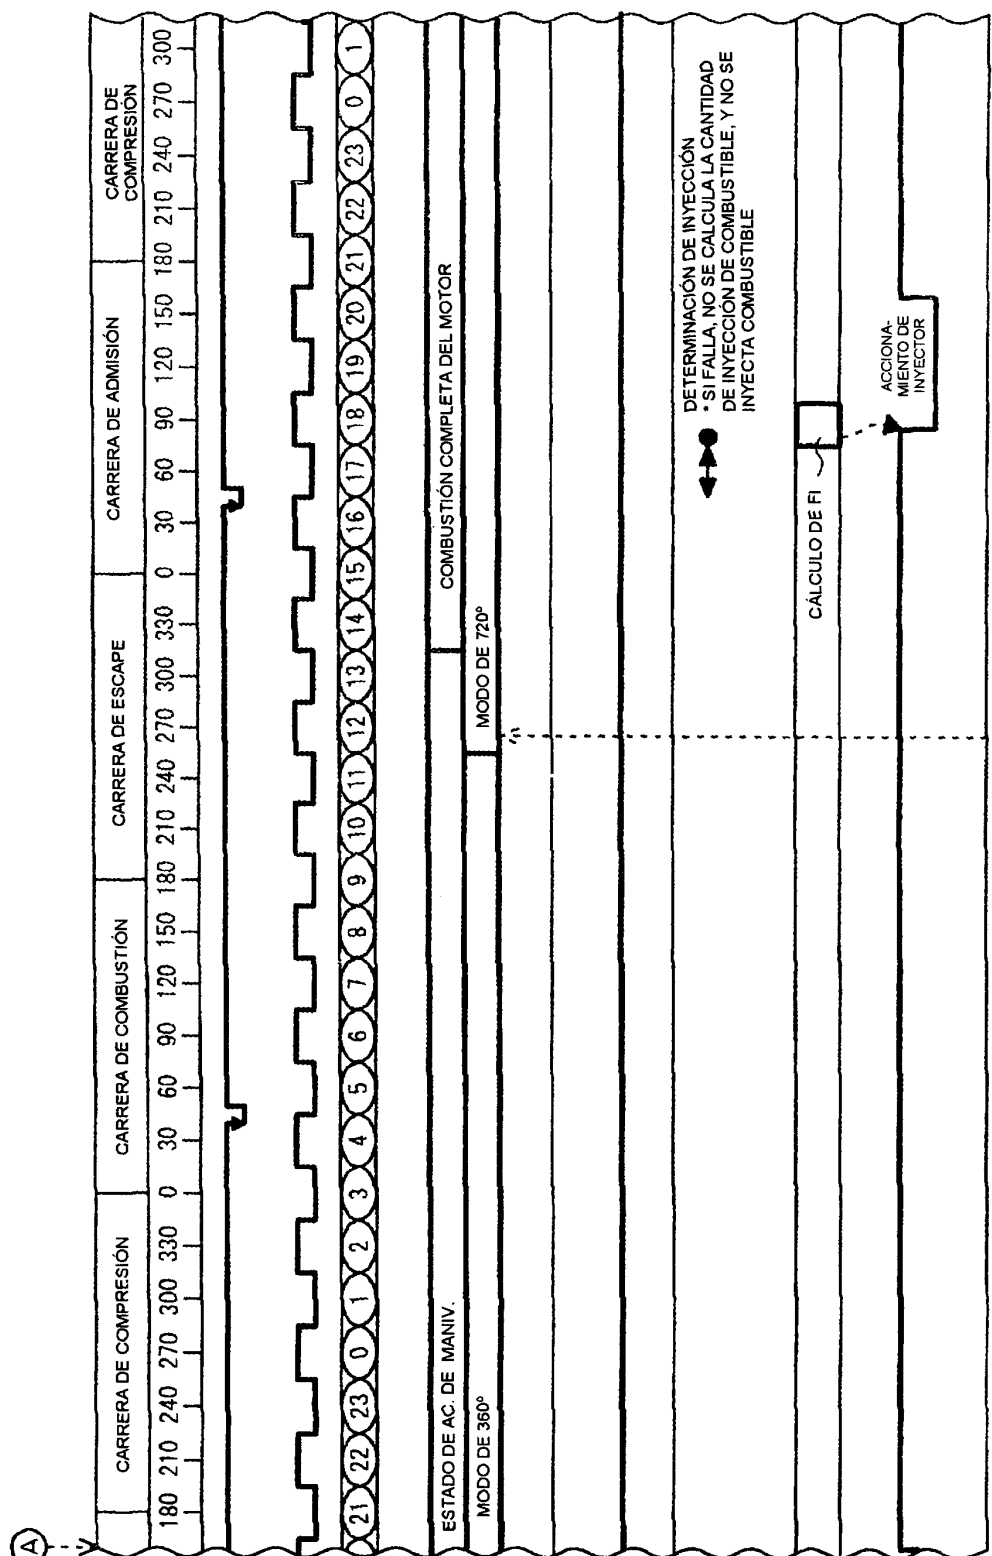 A
CARRERA DE COMPRESIÓN
CARRERA DE COMBUSTIÓN
CARRERA DE ESCAPE
CARRERA DE ADMISIÓN
CARRERA DE
COMPRESIÓN
180 210 240 270 300 330 0 30 60 90 120 150 180 210 240 270 300 330 0 30 60 90 120 150 180 210 240 270 300
21 22 23 0 1 2 3 4 5 6 7 8 9 10 11 12 13 14 15 16 17 18 19 20 21 22 23 0 1
ESTADO DE AC. DE MANIV.
COMBUSTIÓN COMPLETA DEL MOTOR
MODO DE 360°
MODO DE 720°
DETERMINACIÓN DE INYECCIÓN
* SI FALLA, NO SE CALCULA LA CANTIDAD
DE INYECCIÓN DE COMBUSTIBLE, Y NO SE
INYECTA COMBUSTIBLE
CÁLCULO DE FI
ACCIONA-
MIENTO DE
INYECTOR